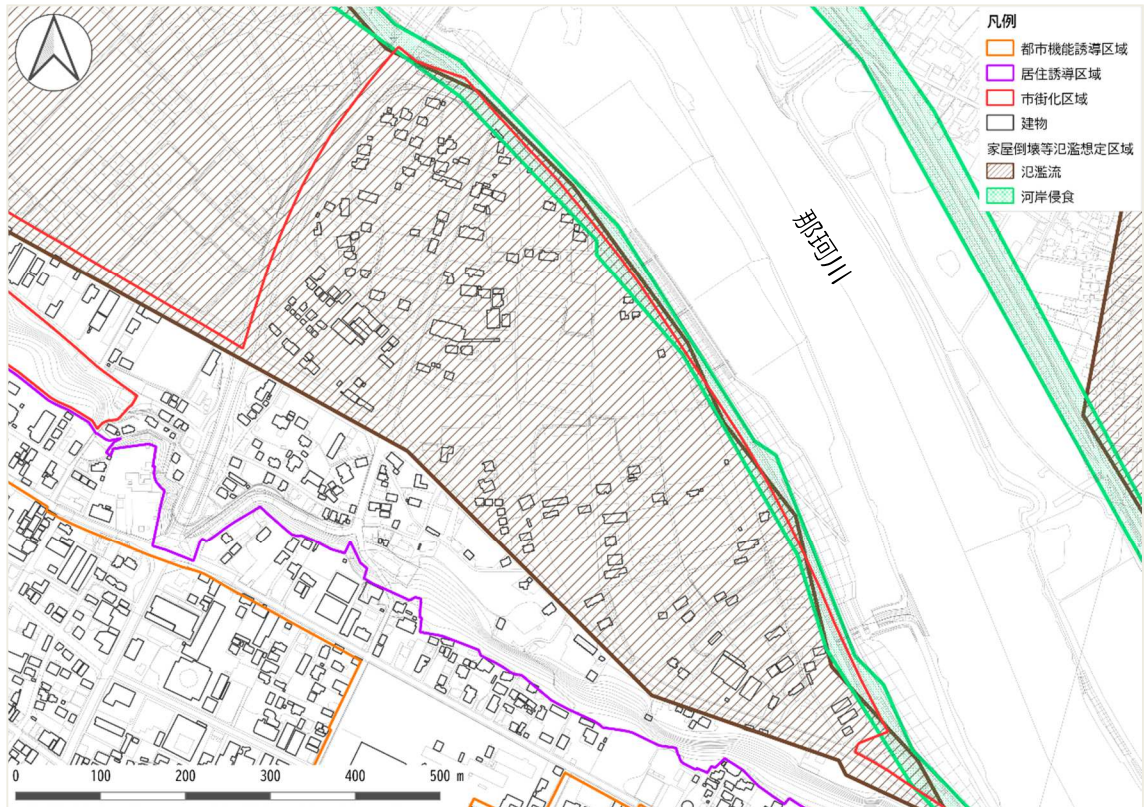 凡例
都市機能誘導区域
居住誘導区域
市街化区域
建物
家屋倒壊等氾濫想定区域
氾濫流
河岸侵食
那珂川
0 100 200 300 400 500 m